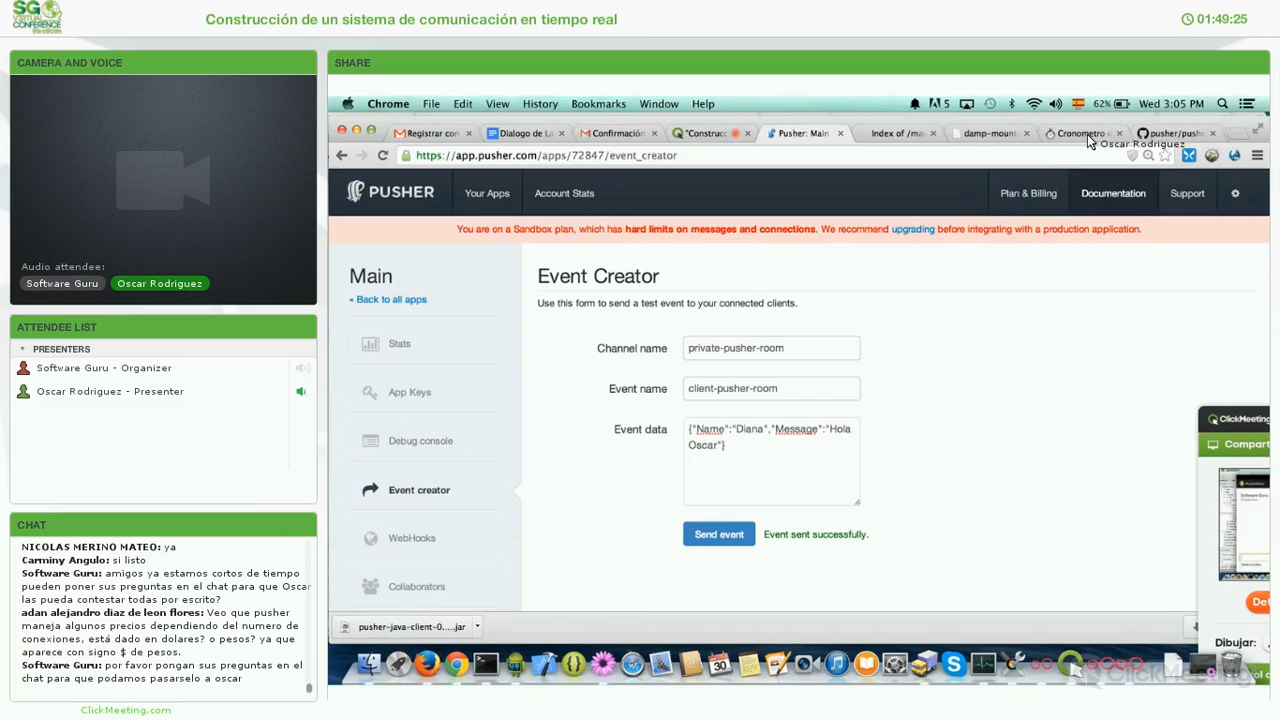 SG
VIRTUAL
CONFERENCE
Construcción de un sistema de comunicación en tiempo real
01:49:25
CAMERA AND VOICE
Audio attendee:
Software Guru
Oscar Rodriguez
ATTENDEE LIST
PRESENTERS
Software Guru - Organizer
Oscar Rodriguez - Presenter
CHAT
NICOLAS MERINO MATEO: ya
Carminy Angulo: si listo
Software Guru: amigos ya estamos cortos de tiempo
pueden poner sus preguntas en el chat para que Oscar
las pueda contestar todas por escrito?
adan alejandro diaz de leon flores: Veo que pusher
maneja algunos precios dependiendo del numero de
conexiones, está dado en dolares? o pesos? ya que
aparece con signo $ de pesos.
Software Guru: por favor pongan sus preguntas en el
chat para que podamos pasarselo a oscar
ClickMeeting.com
SHARE
Chrome File Edit View History Bookmarks Window Help
5
62%
Wed 3:05 PM
Registrar con
Dialogo de La
Confirmación
"Construcc
Pusher: Main
Index of /ma
damp-mount
Cronometro
pusher/pushe
Oscar Rodriguez
https://app.pusher.com/apps/72847/event_creator
PUSHER
Your Apps
Account Stats
Plan & Billing
Documentation
Support
You are on a Sandbox plan, which has hard limits on messages and connections. We recommend upgrading before integrating with a production application.
Main
« Back to all apps
Stats
App Keys
Debug console
Event creator
WebHooks
Collaborators
Event Creator
Use this form to send a test event to your connected clients.
Channel name
private-pusher-room
Event name
client-pusher-room
Event data
{"Name":"Diana","Message":"Hola
Oscar"}
Send event
Event sent successfully.
ClickMeeting
Compart
Det
Dibujar:
pusher-java-client-0.....jar
30
ClickMeeting